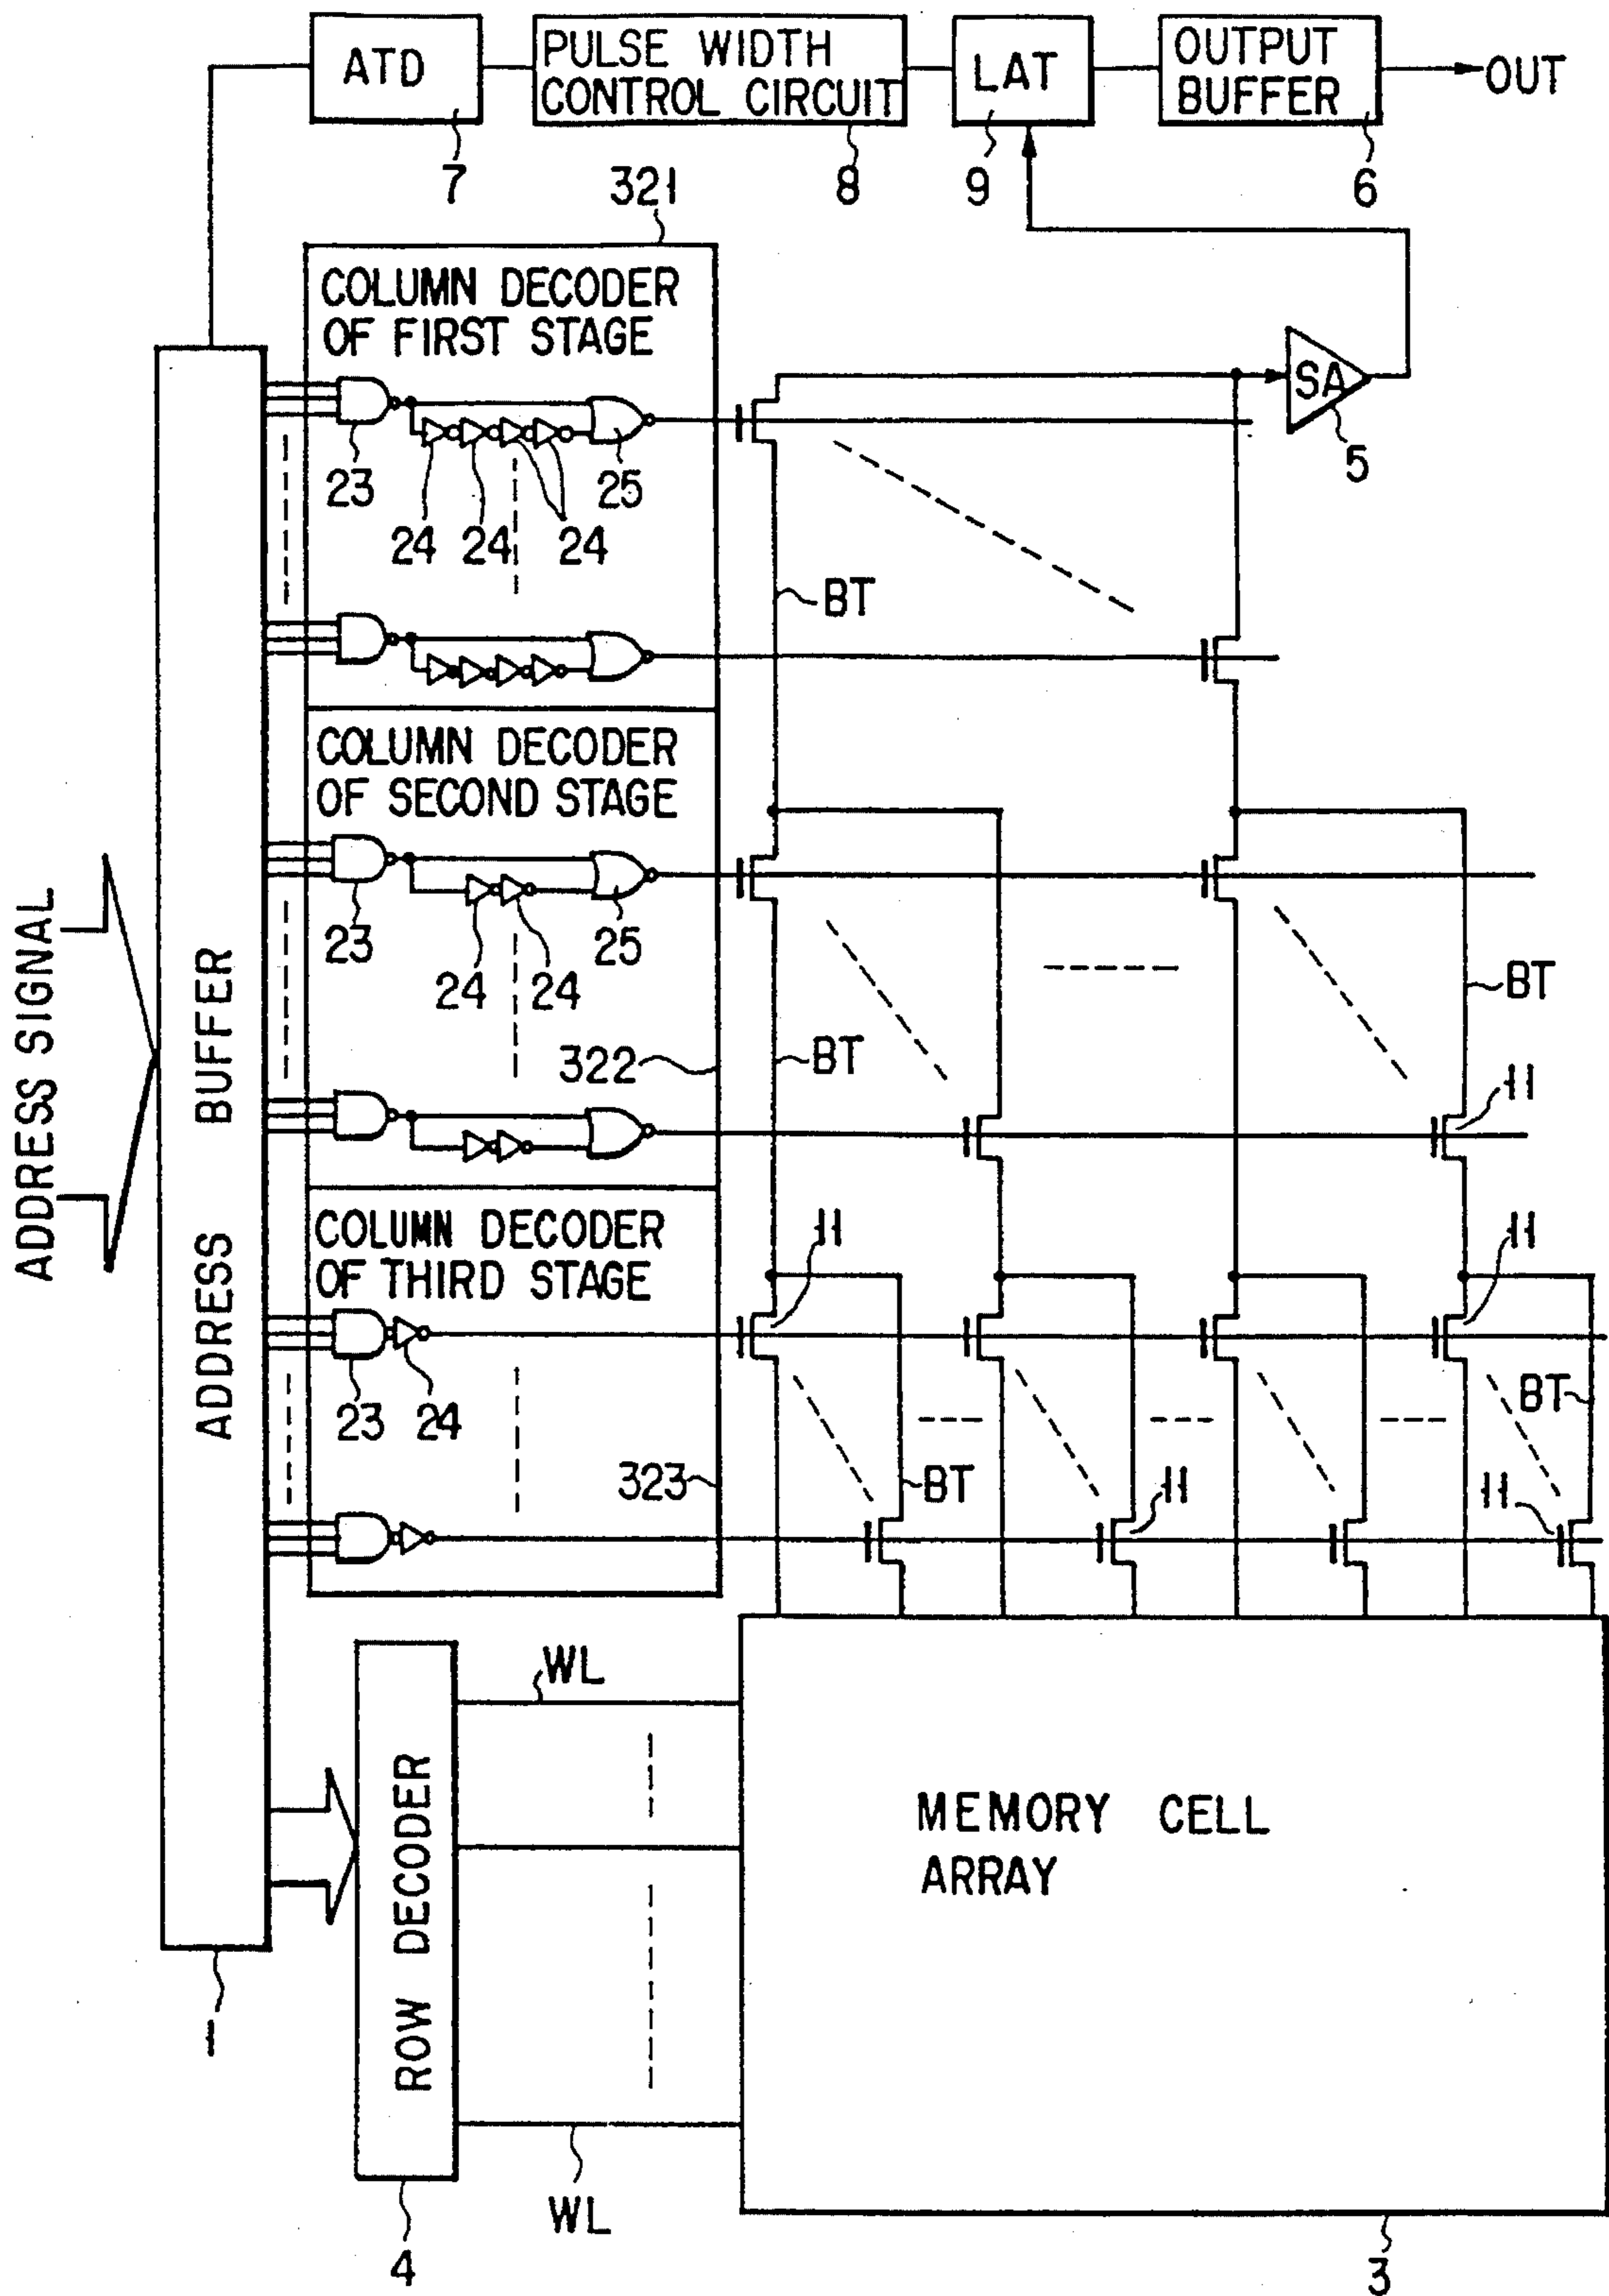 ATD
PULSE WIDTH
CONTROL CIRCUIT
LAT
OUTPUT
BUFFER
OUT
7
8
9
6
321
COLUMN DECODER
OF FIRST STAGE
SA
5
23
24
24
24
25
BT
COLUMN DECODER
OF SECOND STAGE
23
24
24
25
322
BT
BT
11
COLUMN DECODER
OF THIRD STAGE
11
11
23
24
323
BT
11
BT
11
ADDRESS SIGNAL
ADDRESS BUFFER
1
ROW DECODER
4
WL
WL
MEMORY CELL
ARRAY
3